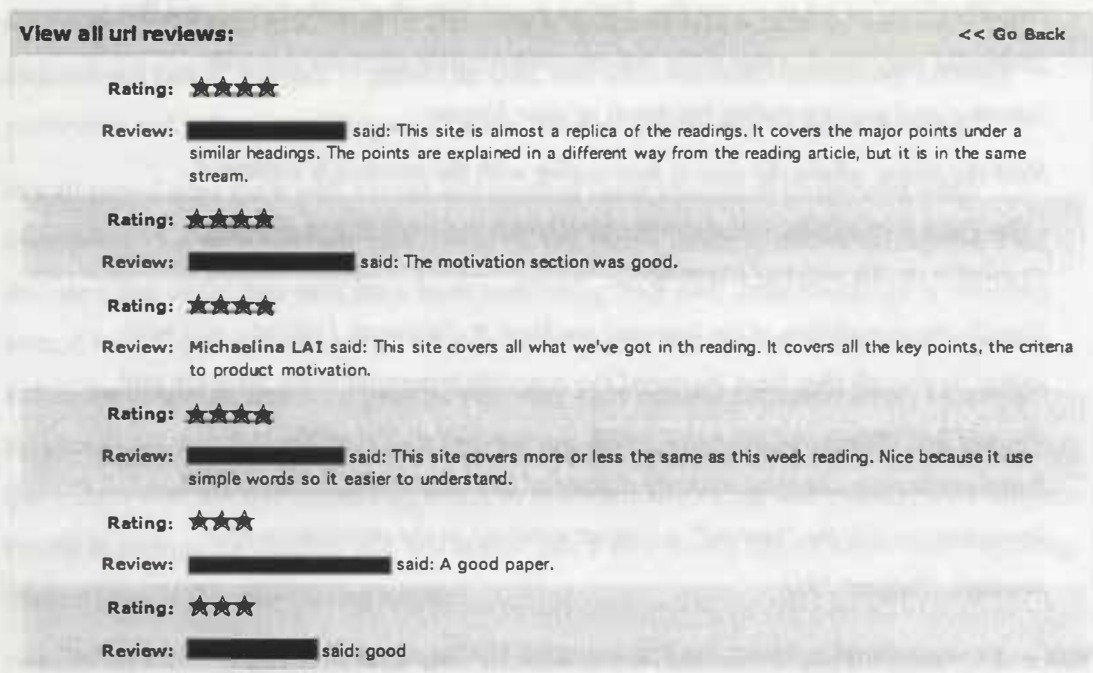 View all url reviews:
<< Go Back
Rating:
Review: said: This site is almost a replica of the readings. It covers the major points under a
similar headings. The points are explained in a different way from the reading article, but it is in the same
stream.
Rating:
Review: said: The motivation section was good.
Rating:
Review: Michaelina LAI said: This site covers all what we've got in th reading. It covers all the key points, the criteria
to product motivation.
Rating:
Review: said: This site covers more or less the same as this week reading. Nice because it use
simple words so it easier to understand.
Rating:
Review: said: A good paper.
Rating:
Review: said: good